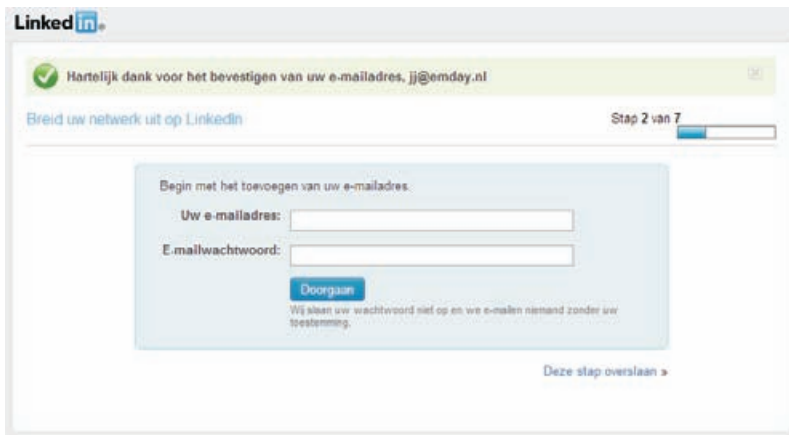 Linked in
Hartelijk dank voor het bevestigen van uw e-mailadres, jj@emday.nl
Breid uw netwerk uit op LinkedIn
Stap 2 van 7
Begin met het toevoegen van uw e-mailadres.
Uw e-mailadres:
E-mailwachtwoord:
Doorgaan
Wij slaan uw wachtwoord niet op en we e-mailen niemand zonder uw
toestemming.
Deze stap overslaan »